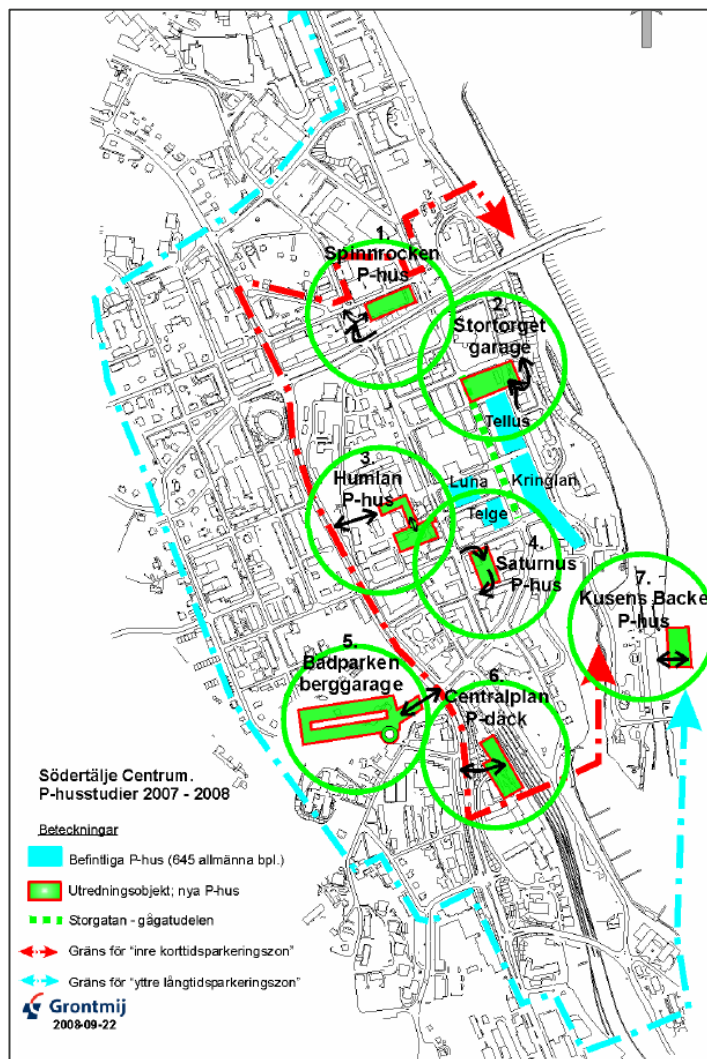 1.
Spinnrocken
P-hus
2.
Stortorget
garage
Tellus
3.
Humlan
P-hus
Luna
Kringlan
Telge
4.
Saturnus
P-hus
7.
Kusens Backe
P-hus
5.
Badparken
berggarage
6.
Centralplan
P-däck
Södertälje Centrum.
P-husstudier 2007 - 2008
Beteckningar
Befintliga P-hus (645 allmänna bpl.)
Utredningsobjekt; nya P-hus
Storgatan - gågatudelen
Gräns för "inre korttidsparkeringszon"
Gräns för "yttre långtidsparkeringszon"
Grontmij
2008-09-22